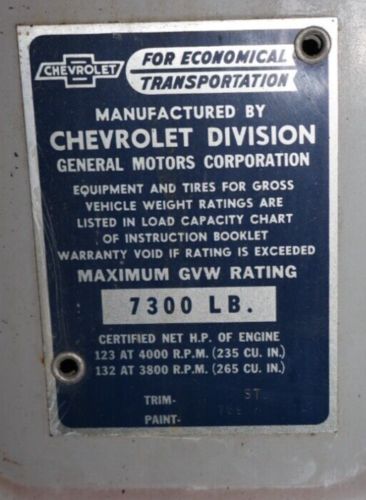 CHEVROLET
FOR ECONOMICAL
TRANSPORTATION
MANUFACTURED BY
CHEVROLET DIVISION
GENERAL MOTORS CORPORATION
EQUIPMENT AND TIRES FOR GROSS
VEHICLE WEIGHT RATINGS ARE
LISTED IN LOAD CAPACITY CHART
OF INSTRUCTION BOOKLET
WARRANTY VOID IF RATING IS EXCEEDED
MAXIMUM GVW RATING
7300 LB.
CERTIFIED NET H.P. OF ENGINE
123 AT 4000 R.P.M. (235 CU. IN.)
132 AT 3800 R.P.M. (265 CU. IN.)
TRIM-
PAINT-